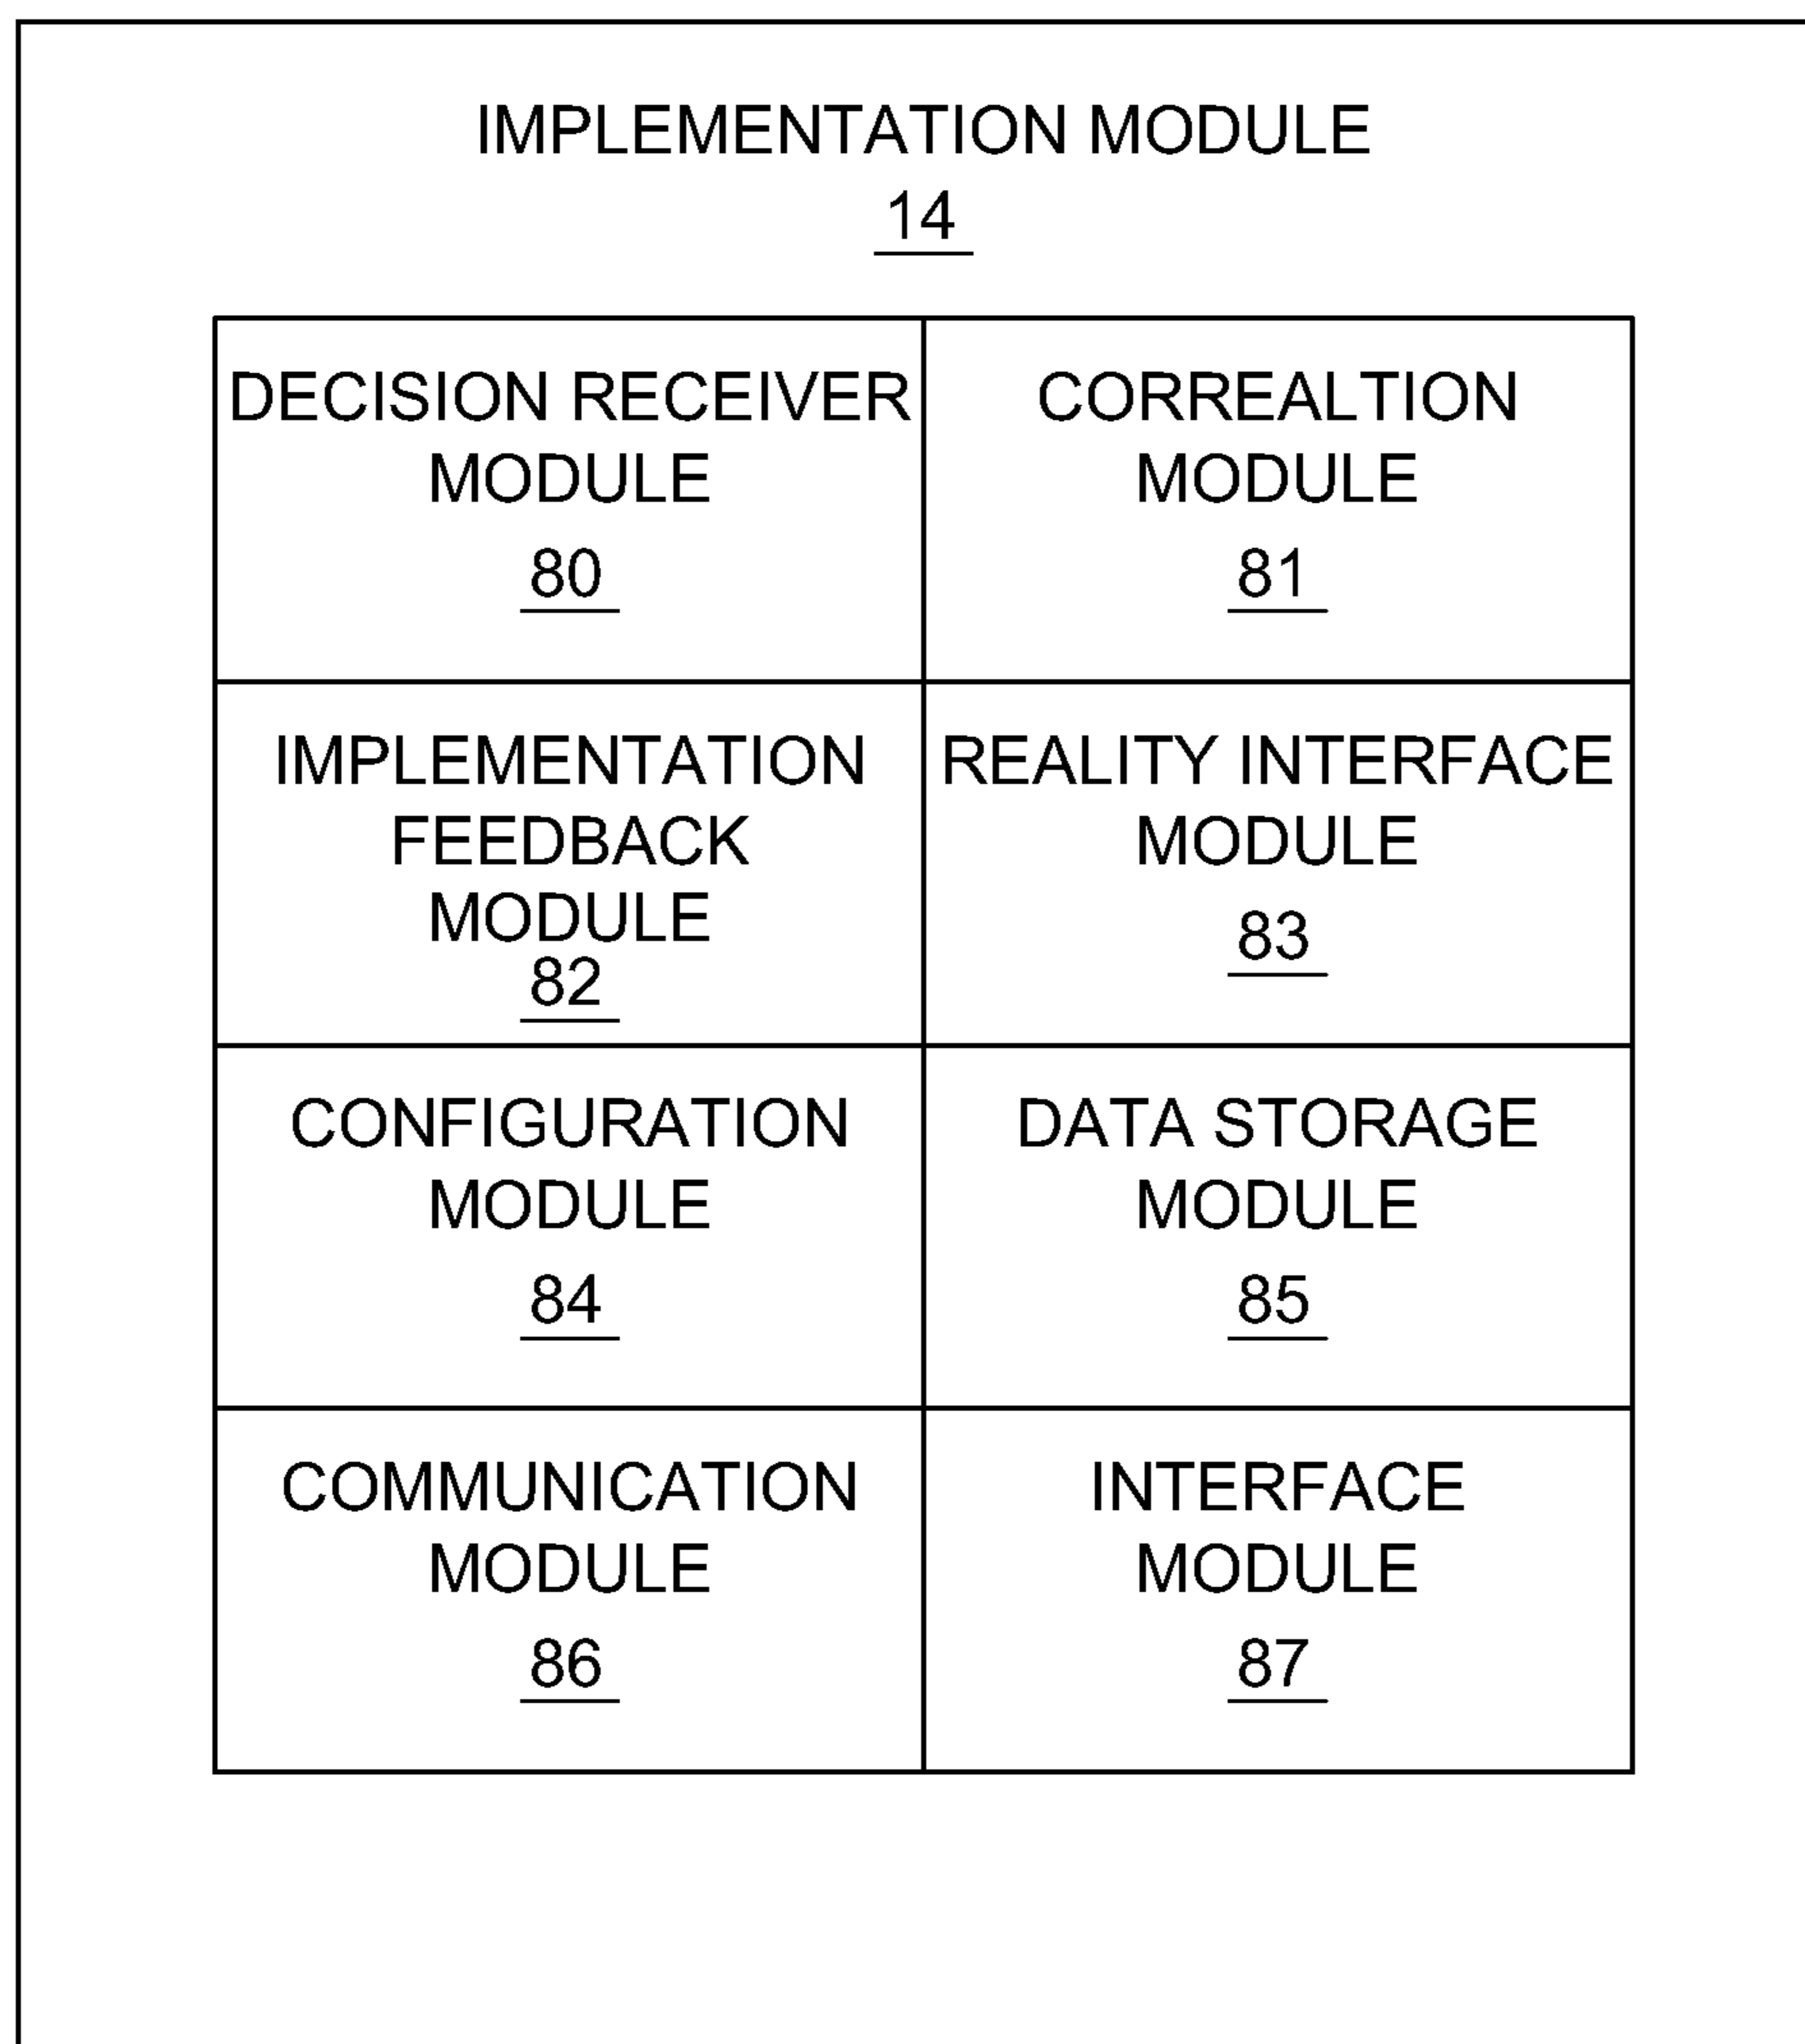 IMPLEMENTATION MODULE
14
DECISION RECEIVER
MODULE
80
CORREALTION
MODULE
81
IMPLEMENTATION
FEEDBACK
MODULE
82
REALITY INTERFACE
MODULE
83
CONFIGURATION
MODULE
84
DATA STORAGE
MODULE
85
COMMUNICATION
MODULE
86
INTERFACE
MODULE
87